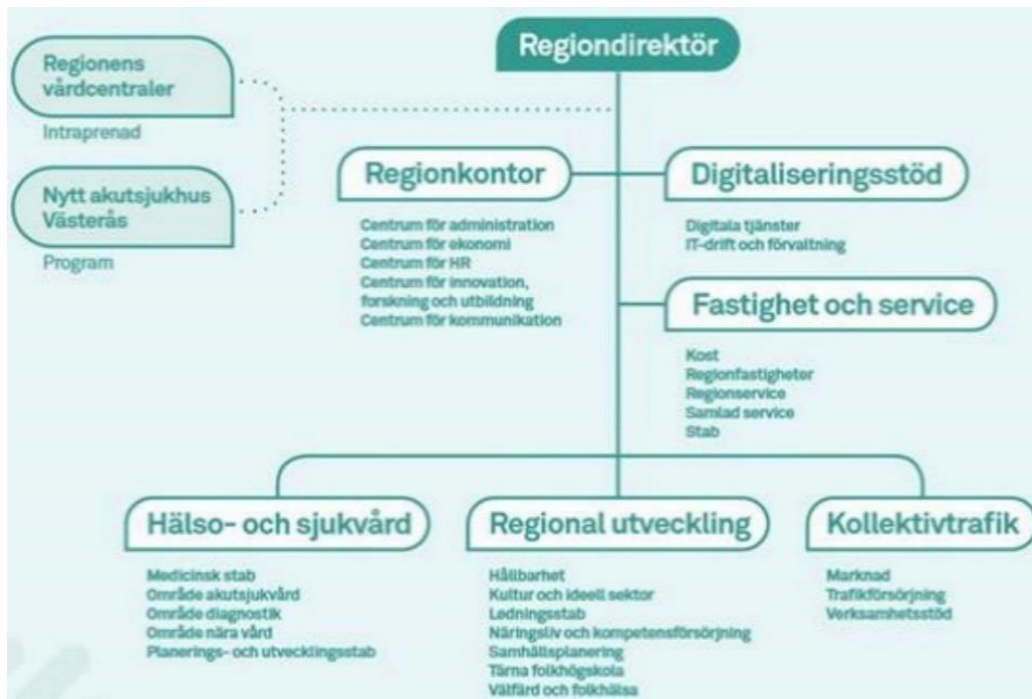 Regiondirektör
Regionens
vårdcentraler
Intraprenad
Nytt akutsjukhus
Västerås
Program
Regionkontor
Centrum för administration
Centrum för ekonomi
Centrum för HR
Centrum för innovation,
forskning och utbildning
Centrum för kommunikation
Digitaliseringsstöd
Digitala tjänster
IT-drift och förvaltning
Fastighet och service
Kost
Regionfastigheter
Regionservice
Samlad service
Stab
Hälso- och sjukvård
Medicinsk stab
Område akutsjukvård
Område diagnostik
Område nära vård
Planerings- och utvecklingsstab
Regional utveckling
Hållbarhet
Kultur och ideell sektor
Ledningsstab
Näringsliv och kompetensförsörjning
Samhällsplanering
Tärna folkhögskola
Välfärd och folkhälsa
Kollektivtrafik
Marknad
Trafikförsörjning
Verksamhetsstöd